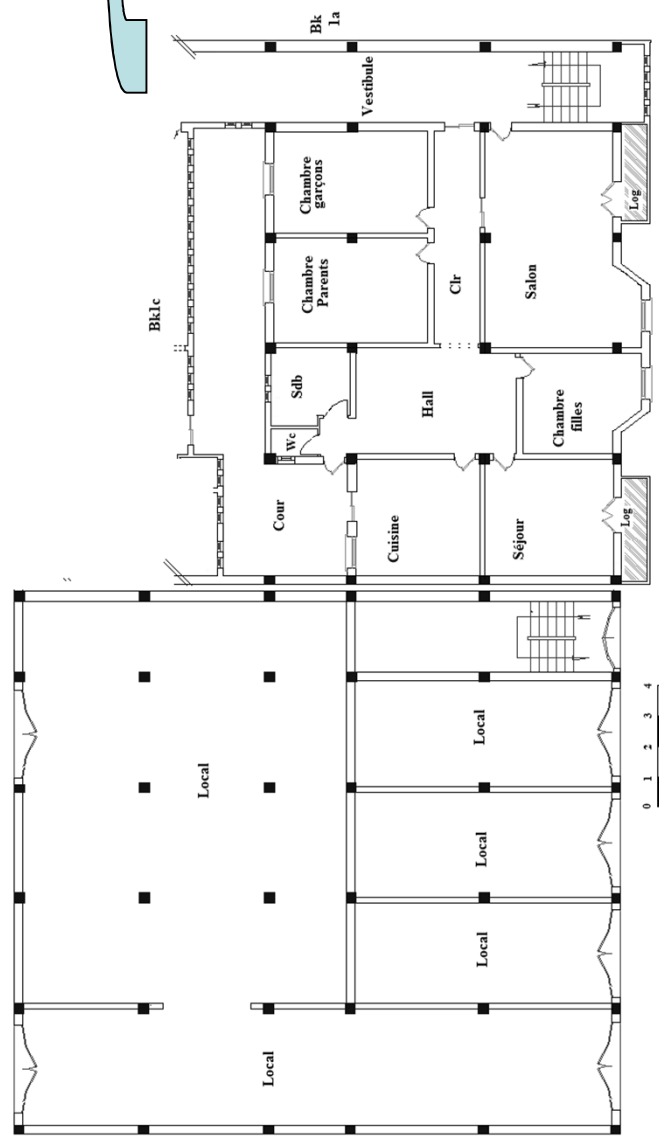 Bk
1a
Vestibule
Bk1c
Chambre
garçons
Chambre
Parents
Clr
Salon
Log
Sdb
Wc
Hall
Chambre
filles
Cour
Cuisine
Séjour
Log
Local
Local
Local
Local
Local
0 1 2 3 4